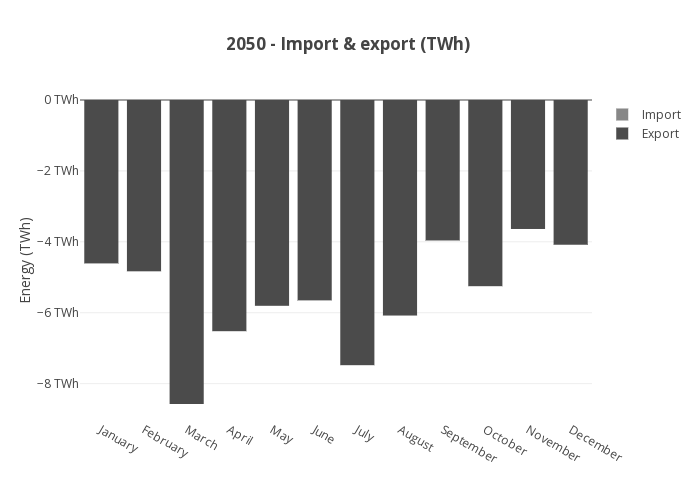 2050 - Import & export (TWh)
0 TWh
−2 TWh
−4 TWh
−6 TWh
−8 TWh
Energy (TWh)
January
February
March
April
May
June
July
August
September
October
November
December
Import
Export